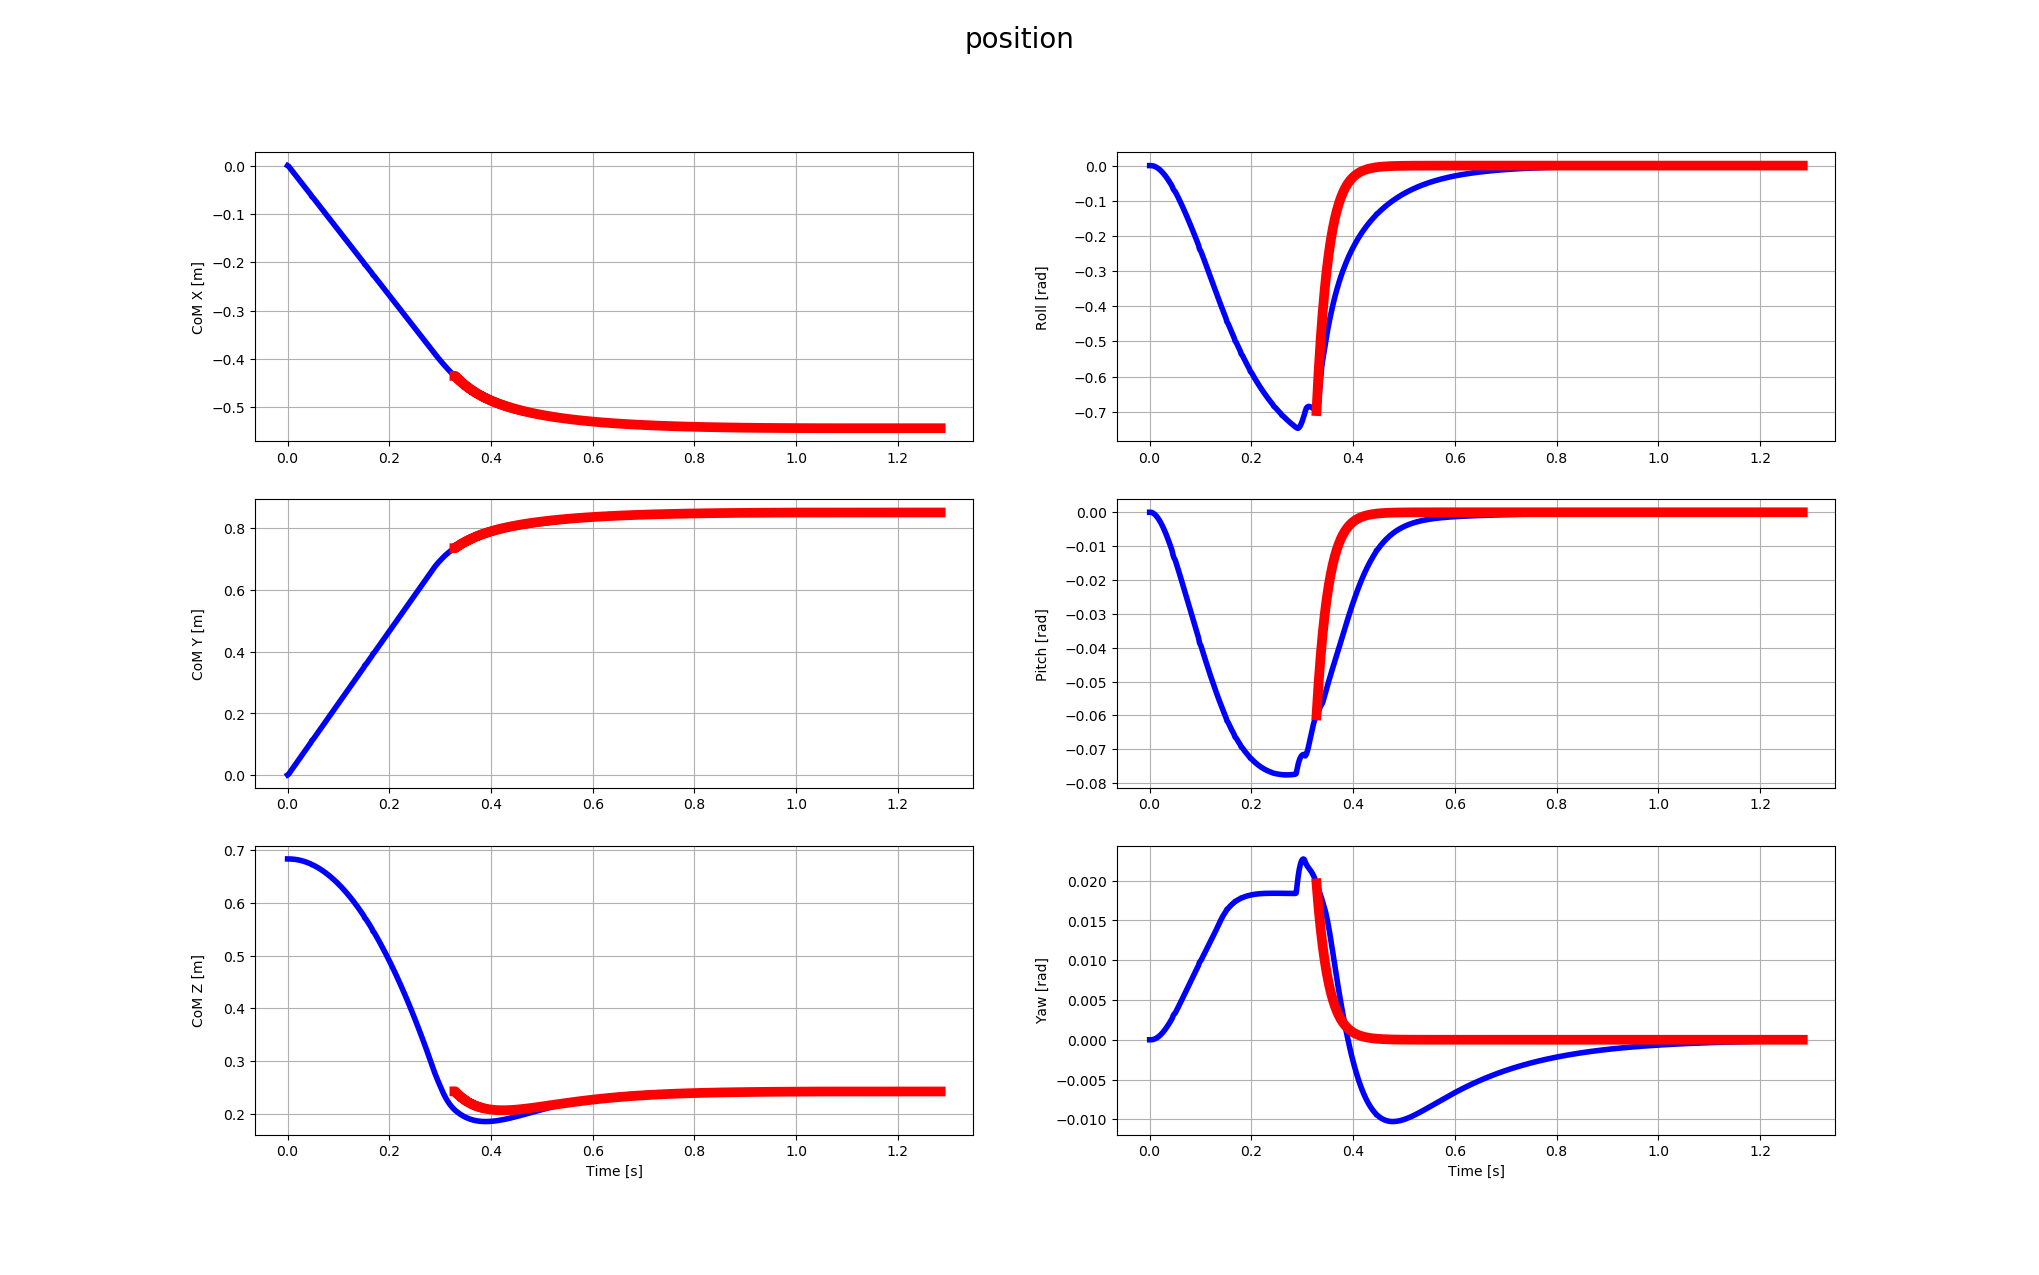 position
CoM X [m]
0.0
−0.1
−0.2
−0.3
−0.4
−0.5
0.0 0.2 0.4 0.6 0.8 1.0 1.2
Roll [rad]
0.0
−0.1
−0.2
−0.3
−0.4
−0.5
−0.6
−0.7
0.0 0.2 0.4 0.6 0.8 1.0 1.2
CoM Y [m]
0.8
0.6
0.4
0.2
0.0
0.0 0.2 0.4 0.6 0.8 1.0 1.2
Pitch [rad]
0.00
−0.01
−0.02
−0.03
−0.04
−0.05
−0.06
−0.07
−0.08
0.0 0.2 0.4 0.6 0.8 1.0 1.2
CoM Z [m]
0.7
0.6
0.5
0.4
0.3
0.2
0.0 0.2 0.4 0.6 0.8 1.0 1.2
Time [s]
Yaw [rad]
0.020
0.015
0.010
0.005
0.000
−0.005
−0.010
0.0 0.2 0.4 0.6 0.8 1.0 1.2
Time [s]